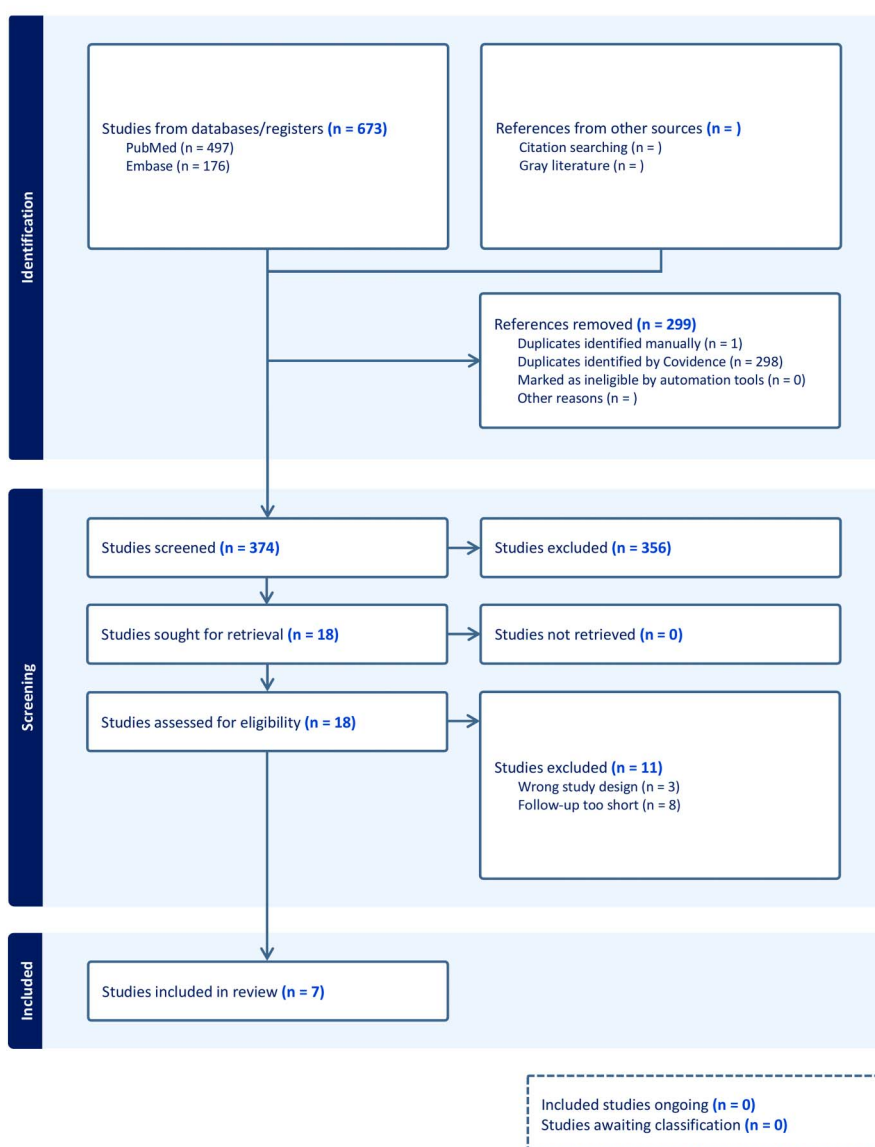 Identification
Studies from databases/registers (n = 673)
PubMed (n = 497)
Embase (n = 176)
References from other sources (n = )
Citation searching (n = )
Gray literature (n = )
References removed (n = 299)
Duplicates identified manually (n = 1)
Duplicates identified by Covidence (n = 298)
Marked as ineligible by automation tools (n = 0)
Other reasons (n = )
Screening
Studies screened (n = 374)
Studies excluded (n = 356)
Studies sought for retrieval (n = 18)
Studies not retrieved (n = 0)
Studies assessed for eligibility (n = 18)
Studies excluded (n = 11)
Wrong study design (n = 3)
Follow-up too short (n = 8)
Included
Studies included in review (n = 7)
Included studies ongoing (n = 0)
Studies awaiting classification (n = 0)